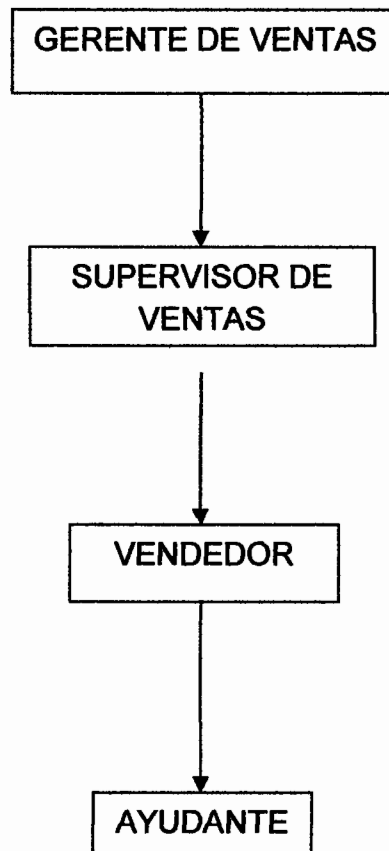 GERENTE DE VENTAS
SUPERVISOR DE
VENTAS
VENDEDOR
AYUDANTE